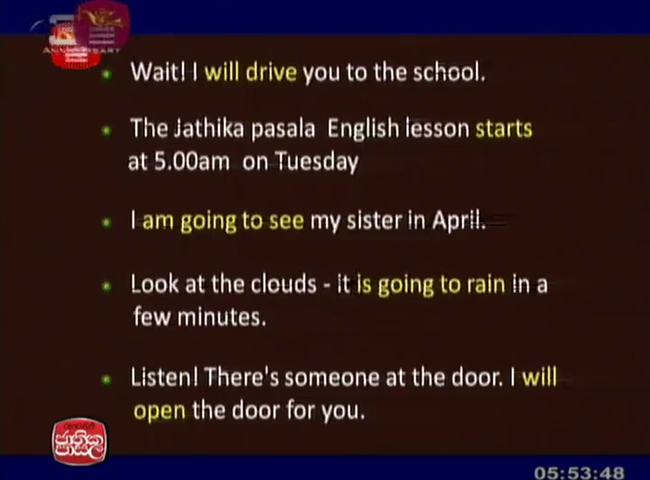 ANNIVERSARY
Wait! I will drive you to the school.
The Jathika pasala English lesson starts
at 5.00am on Tuesday
I am going to see my sister in April.
Look at the clouds - it is going to rain in a
few minutes.
Listen! There's someone at the door. I will
open the door for you.
ජාතික
පාසල
05:53:48